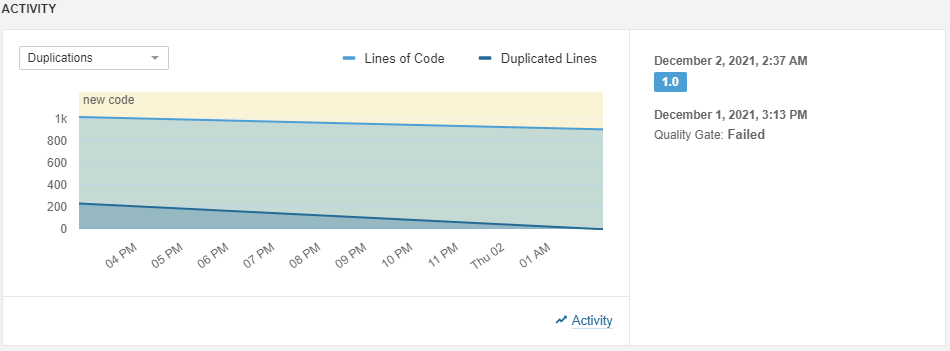 ACTIVITY
Duplications
Lines of Code
Duplicated Lines
new code
1k
800
600
400
200
0
04 PM
05 PM
06 PM
07 PM
08 PM
09 PM
10 PM
11 PM
Thu 02
01 AM
Activity
December 2, 2021, 2:37 AM
1.0
December 1, 2021, 3:13 PM
Quality Gate: Failed